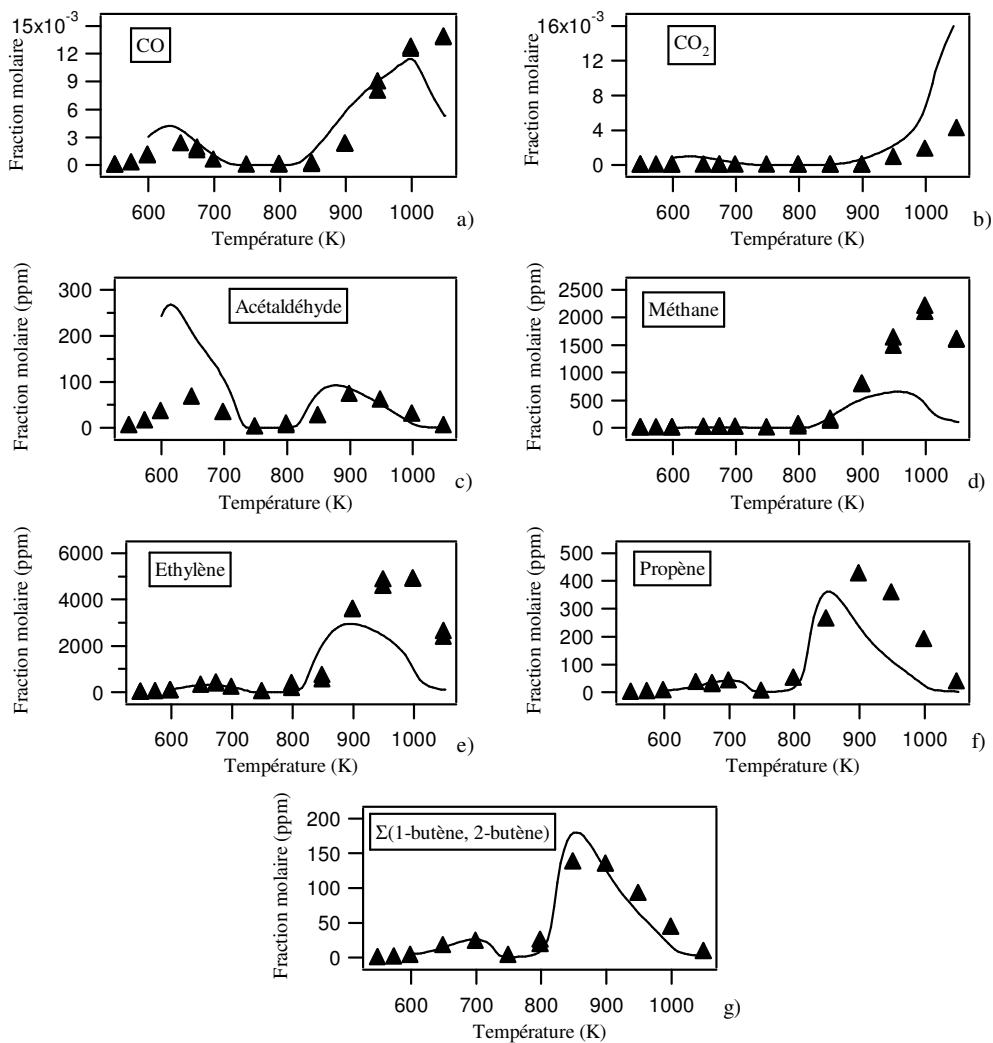 15x10⁻³
12
9
6
3
0
Fraction molaire
CO
600 700 800 900 1000
Température (K)
a)
16x10⁻³
12
8
4
0
Fraction molaire
CO₂
600 700 800 900 1000
Température (K)
b)
300
200
100
0
Fraction molaire (ppm)
Acétaldéhyde
600 700 800 900 1000
Température (K)
c)
2500
2000
1500
1000
500
0
Fraction molaire (ppm)
Méthane
600 700 800 900 1000
Température (K)
d)
6000
4000
2000
0
Fraction molaire (ppm)
Ethylène
600 700 800 900 1000
Température (K)
e)
500
400
300
200
100
0
Fraction molaire (ppm)
Propène
600 700 800 900 1000
Température (K)
f)
200
150
100
50
0
Fraction molaire (ppm)
Σ(1-butène, 2-butène)
600 700 800 900 1000
Température (K)
g)